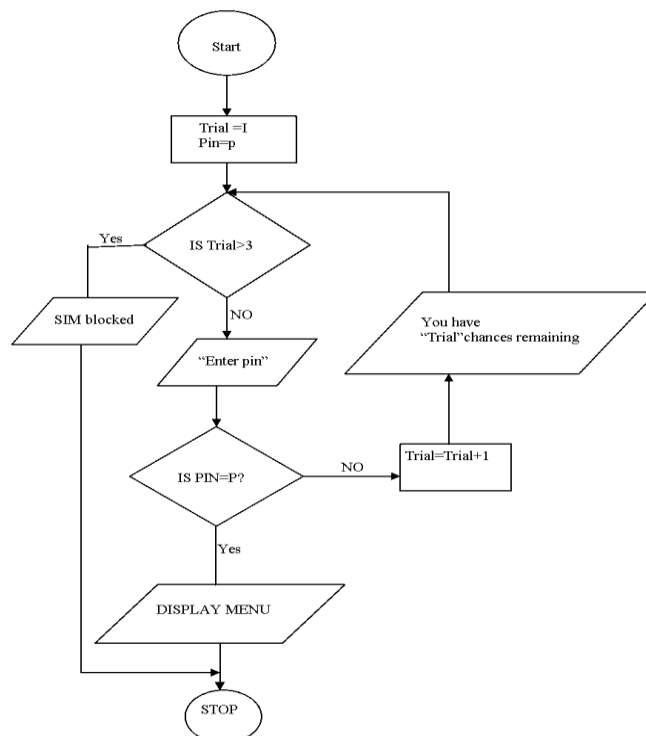 Start
Trial =I
Pin=p
IS Trial>3
Yes
SIM blocked
NO
You have
“Trial”chances remaining
“Enter pin”
IS PIN=P?
NO
Trial=Trial+1
Yes
DISPLAY MENU
STOP